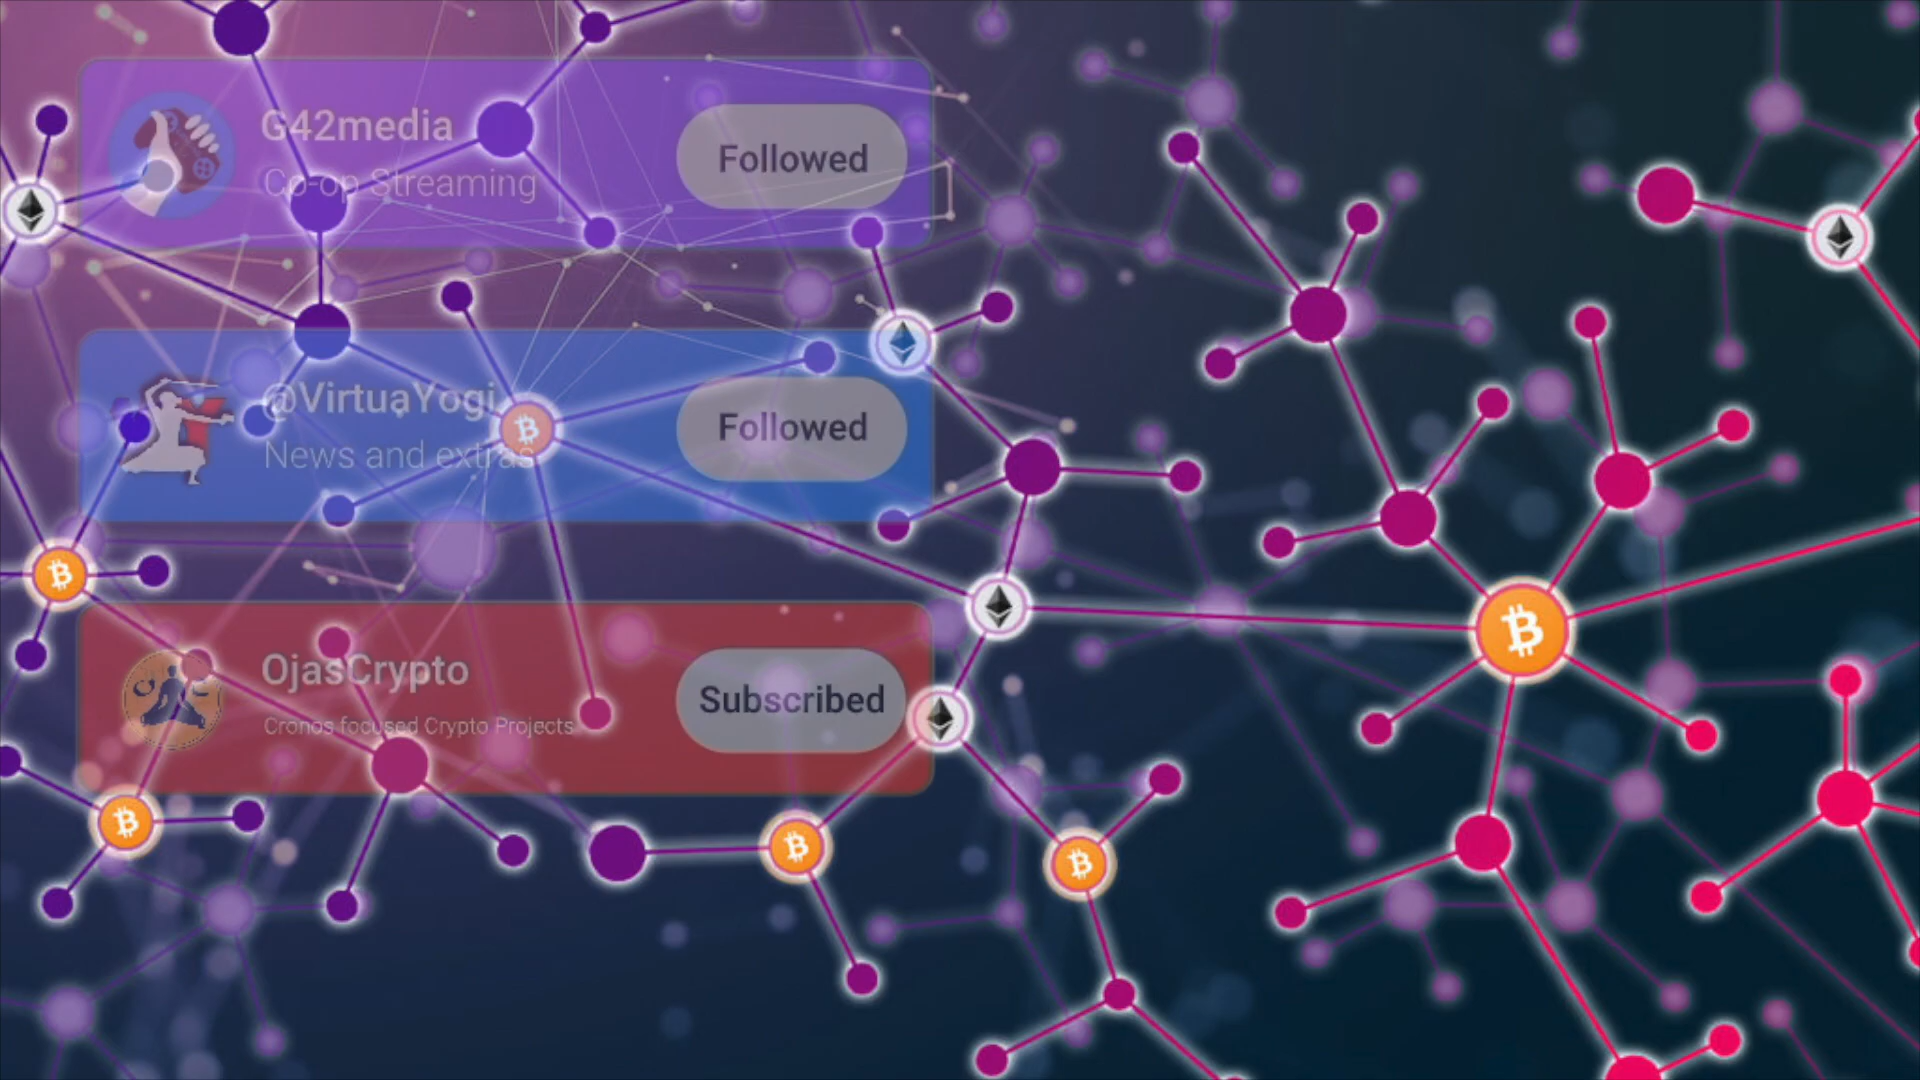 G42media
Co-op Streaming
Followed
@VirtuaYogi
News and extras
Followed
OjasCrypto
Cronos focused Crypto Projects
Subscribed